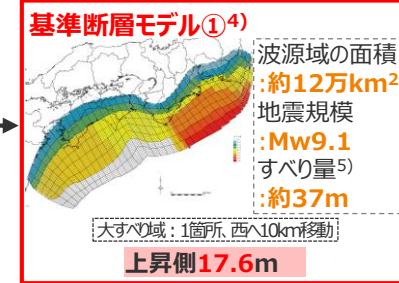 基準断層モデル①4)
波源域の面積
:約12万km2
地震規模
:Mw9.1
すべり量5)
:約37m
大すべり域：1箇所、西へ10km移動
上昇側17.6m